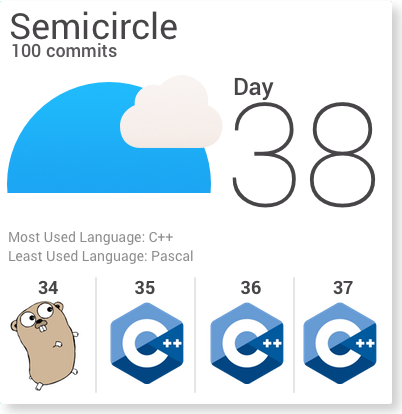 Semicircle
100 commits
Day
38
Most Used Language: C++
Least Used Language: Pascal
34 35 36 37
C++ C++ C++